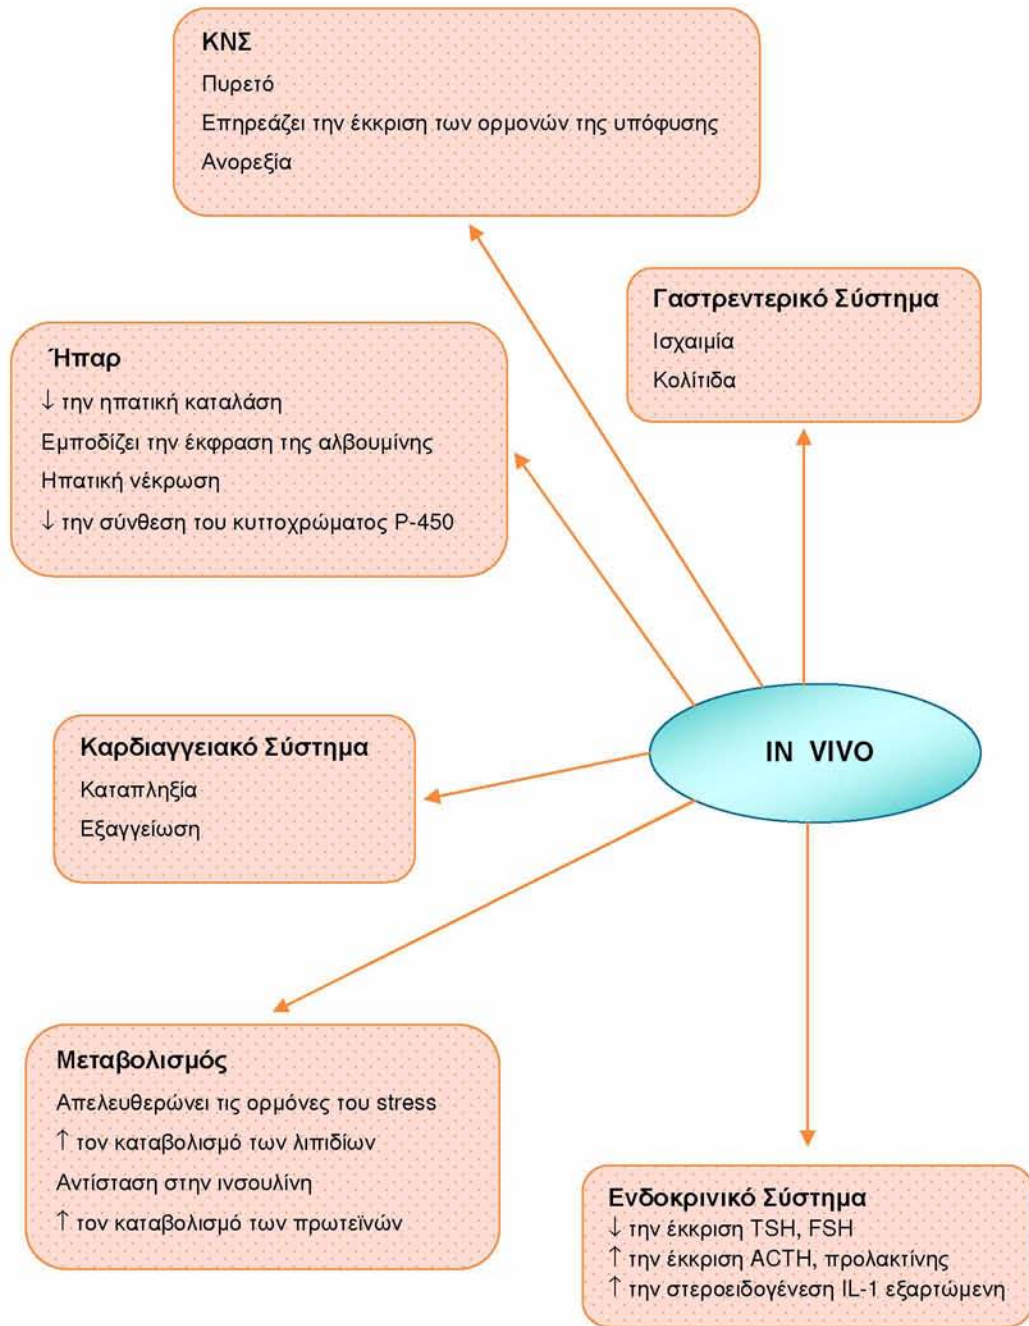 ΚΝΣ
Πυρετό
Επηρεάζει την έκκριση των ορμονών της υπόφυσης
Ανορεξία
Γαστρεντερικό Σύστημα
Ισχαιμία
Κολίτιδα
Ήπαρ
↓ την ηπατική καταλάση
Εμποδίζει την έκφραση της αλβουμίνης
Ηπατική νέκρωση
↓ την σύνθεση του κυττοχρώματος P-450
IN VIVO
Καρδιαγγειακό Σύστημα
Καταπληξία
Εξαγγείωση
Μεταβολισμός
Απελευθερώνει τις ορμόνες του stress
↑ τον καταβολισμό των λιπιδίων
Αντίσταση στην ινσουλίνη
↑ τον καταβολισμό των πρωτεϊνών
Ενδοκρινικό Σύστημα
↓ την έκκριση TSH, FSH
↑ την έκκριση ACTH, προλακτίνης
↑ την στεροειδογένεση IL-1 εξαρτώμενη